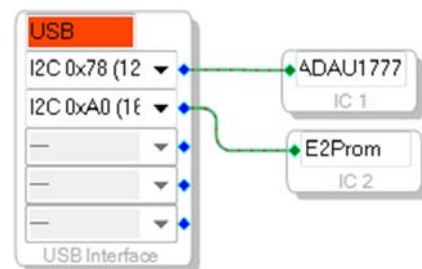 USB
I2C 0x78 (12
I2C 0xA0 (16
USB Interface
ADAU1777
IC 1
E2Prom
IC 2